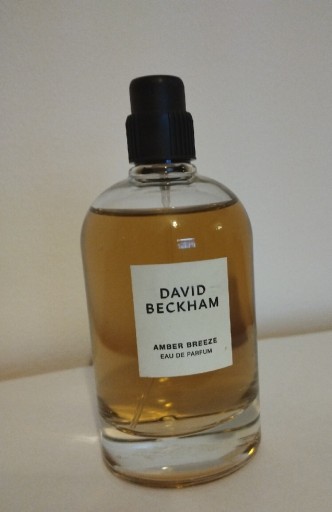 DAVID
BECKHAM
AMBER BREEZE
EAU DE PARFUM